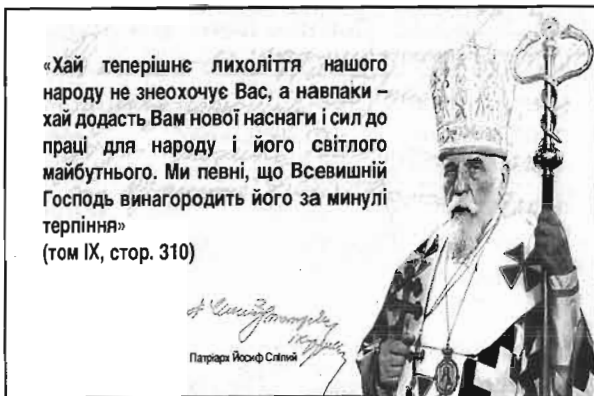 «Хай теперішнє лихоліття нашого
народу не знеохочує Вас, а навпаки –
хай додасть Вам нової наснаги і сил до
праці для народу і його світлого
майбутнього. Ми певні, що Всевишній
Господь винагородить його за минулі
терпіння»
(том IX, стор. 310)
Патріарх Йосиф Сліпий